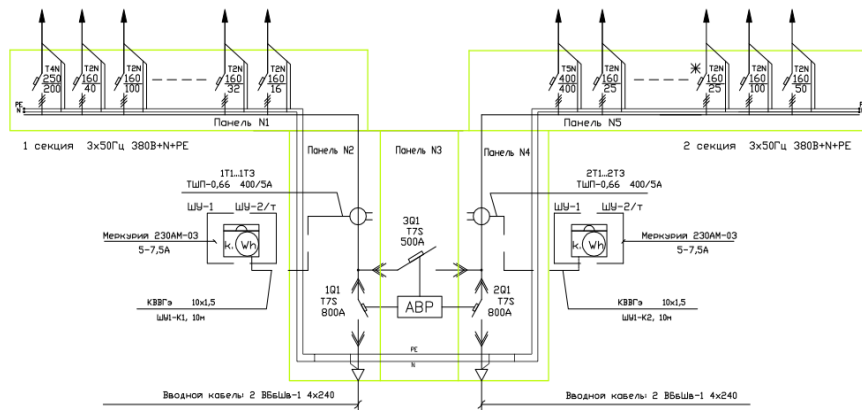 T4N 250 200
T2N 160 40
T2N 160 100
T2N 160 32
T2N 160 16
T5N 400 400
T2N 160 25
*
T2N 160 25
T2N 160 100
T2N 160 50
PE
N
Панель N1
Панель N5
1 секция 3x50Гц 380В+N+PE
Панель N2
Панель N3
Панель N4
2 секция 3x50Гц 380В+N+PE
1Т1...1Т3
ТШП-0,66 400/5А
2Т1...2Т3
ТШП-0,66 400/5А
ШУ-1 ШУ-2/т
ШУ-1 ШУ-2/т
3Q1
T7S
500А
Меркурий 230АМ-03
5-7,5А
к. Wh
к. Wh
Меркурий 230АМ-03
5-7,5А
1Q1
T7S
800А
АВР
2Q1
T7S
800А
КВВГэ 10х1,5
ШУ1-К1, 10м
КВВГэ 10х1,5
ШУ1-К2, 10м
PE
N
Вводной кабель: 2 ВБбШв-1 4х240
Вводной кабель: 2 ВБбШв-1 4х240